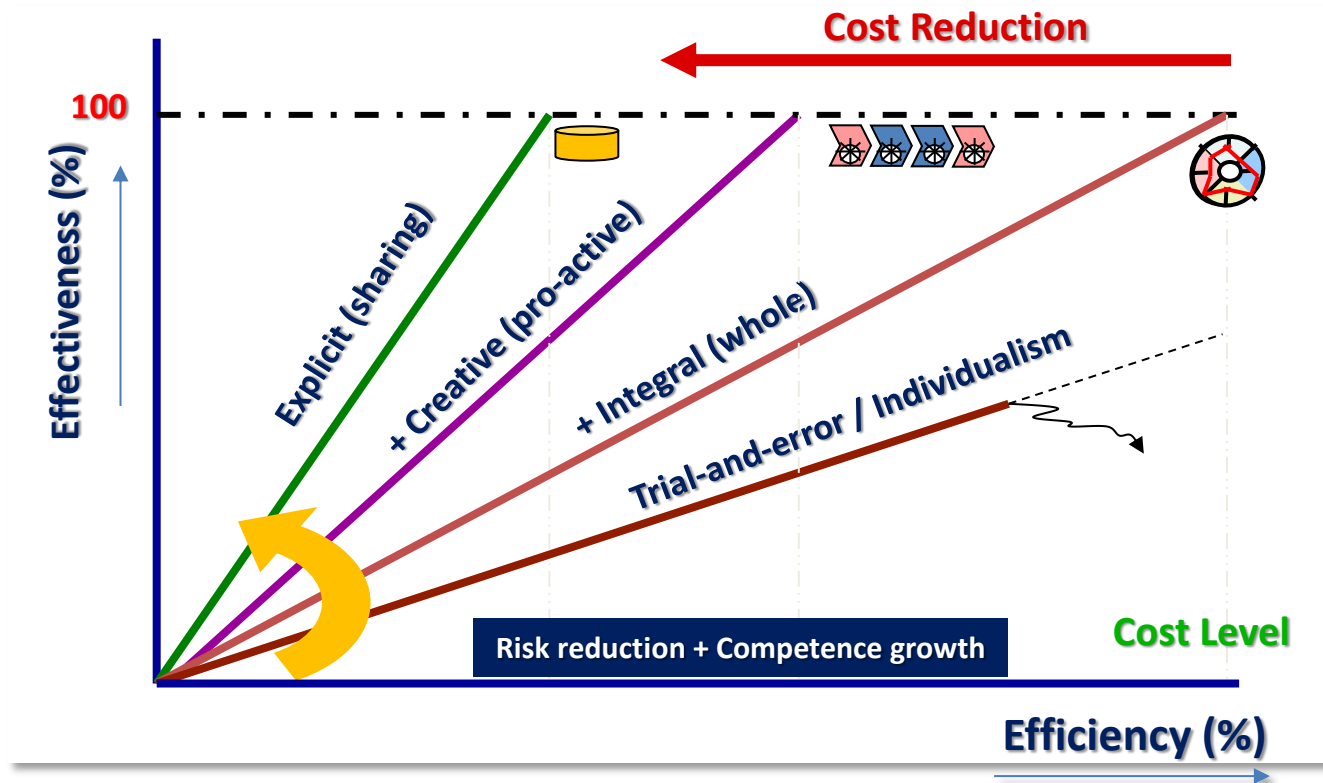 Cost Reduction
100
Effectiveness (%)
Explicit (sharing)
+ Creative (pro-active)
+ Integral (whole)
Trial-and-error / Individualism
Risk reduction + Competence growth
Cost Level
Efficiency (%)